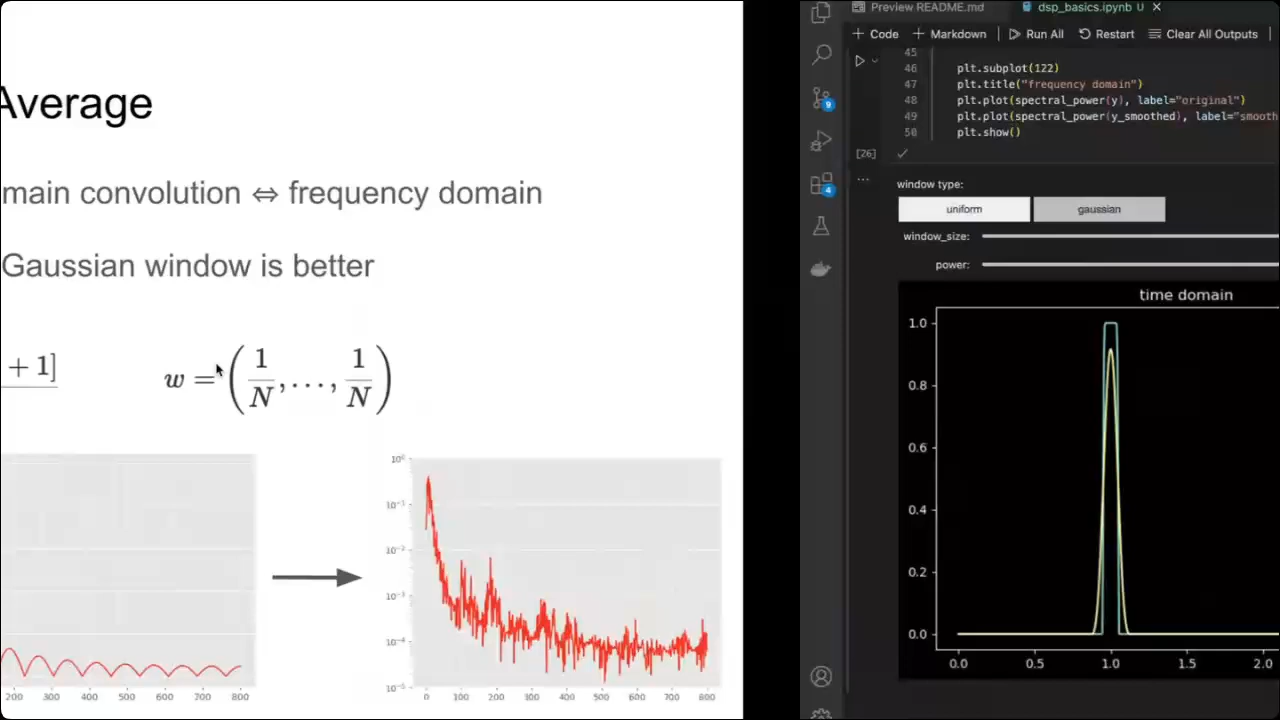 Average
main convolution ⇔ frequency domain
Gaussian window is better
+ 1]
w = (1/N, . . . , 1/N)
200 300 400 500 600 700 800
10⁰
10⁻¹
10⁻²
10⁻³
10⁻⁴
10⁻⁵
0 100 200 300 400 500 600 700 800
Preview README.md dsp_basics.ipynb U ×
+ Code + Markdown Run All Restart Clear All Outputs
45
46 plt.subplot(122)
47 plt.title("frequency domain")
48 plt.plot(spectral_power(y), label="original")
49 plt.plot(spectral_power(y_smoothed), label="smooth
50 plt.show()
[26]
9
4
window type:
uniform gaussian
window_size:
power:
time domain
1.0
0.8
0.6
0.4
0.2
0.0
0.0 0.5 1.0 1.5 2.0